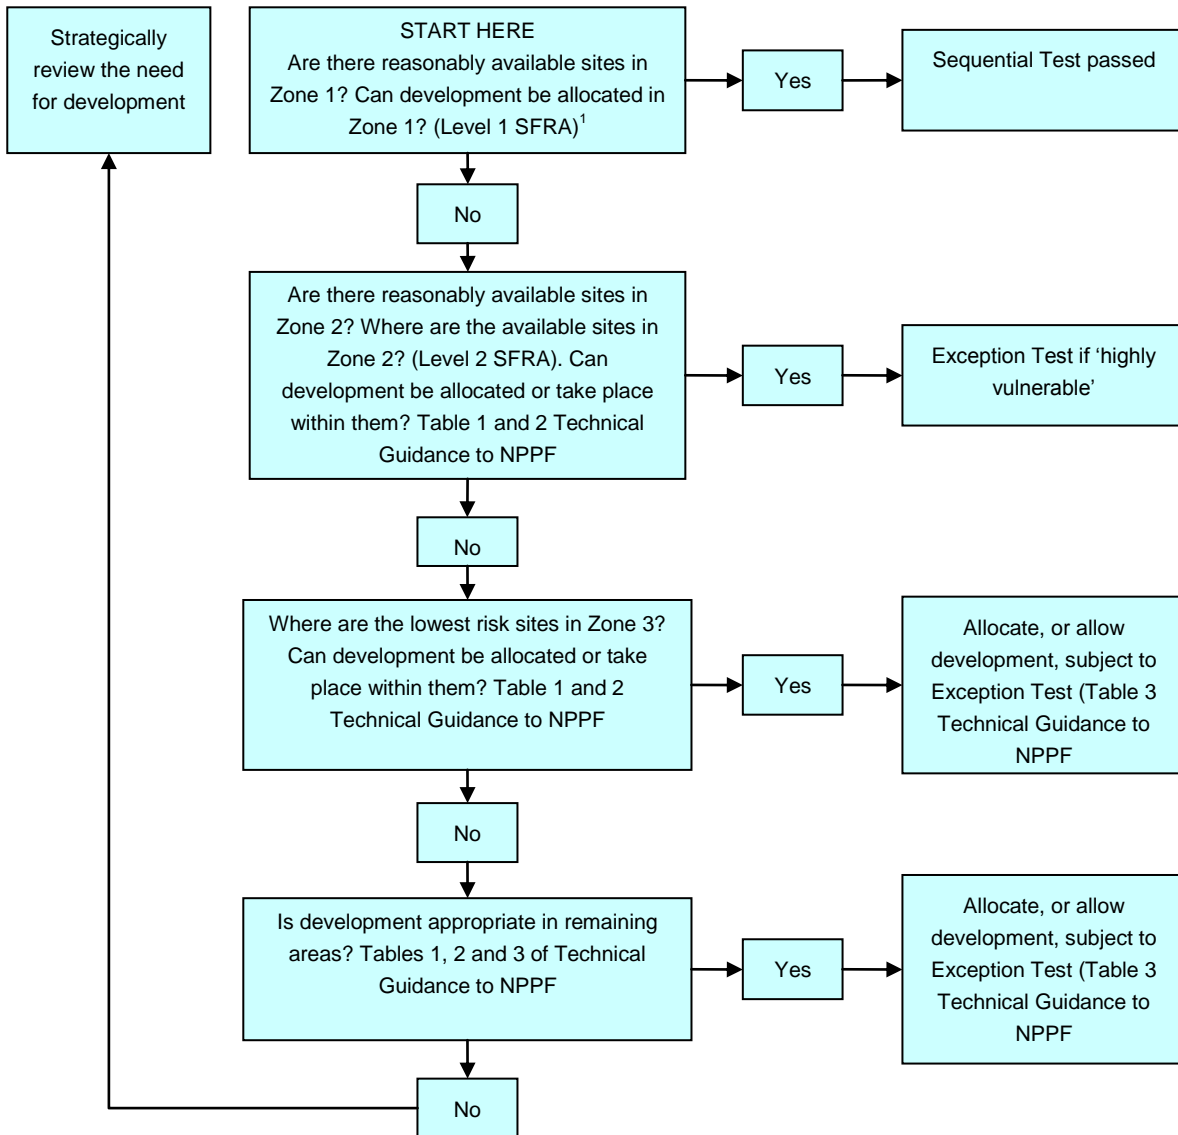 Strategically
review the need
for development
START HERE
Are there reasonably available sites in
Zone 1? Can development be allocated in
Zone 1? (Level 1 SFRA)1
Yes
Sequential Test passed
No
Are there reasonably available sites in
Zone 2? Where are the available sites in
Zone 2? (Level 2 SFRA). Can
development be allocated or take place
within them? Table 1 and 2 Technical
Guidance to NPPF
Yes
Exception Test if ‘highly
vulnerable’
No
Where are the lowest risk sites in Zone 3?
Can development be allocated or take
place within them? Table 1 and 2
Technical Guidance to NPPF
Yes
Allocate, or allow
development, subject to
Exception Test (Table 3
Technical Guidance to
NPPF
No
Is development appropriate in remaining
areas? Tables 1, 2 and 3 of Technical
Guidance to NPPF
Yes
Allocate, or allow
development, subject to
Exception Test (Table 3
Technical Guidance to
NPPF
No